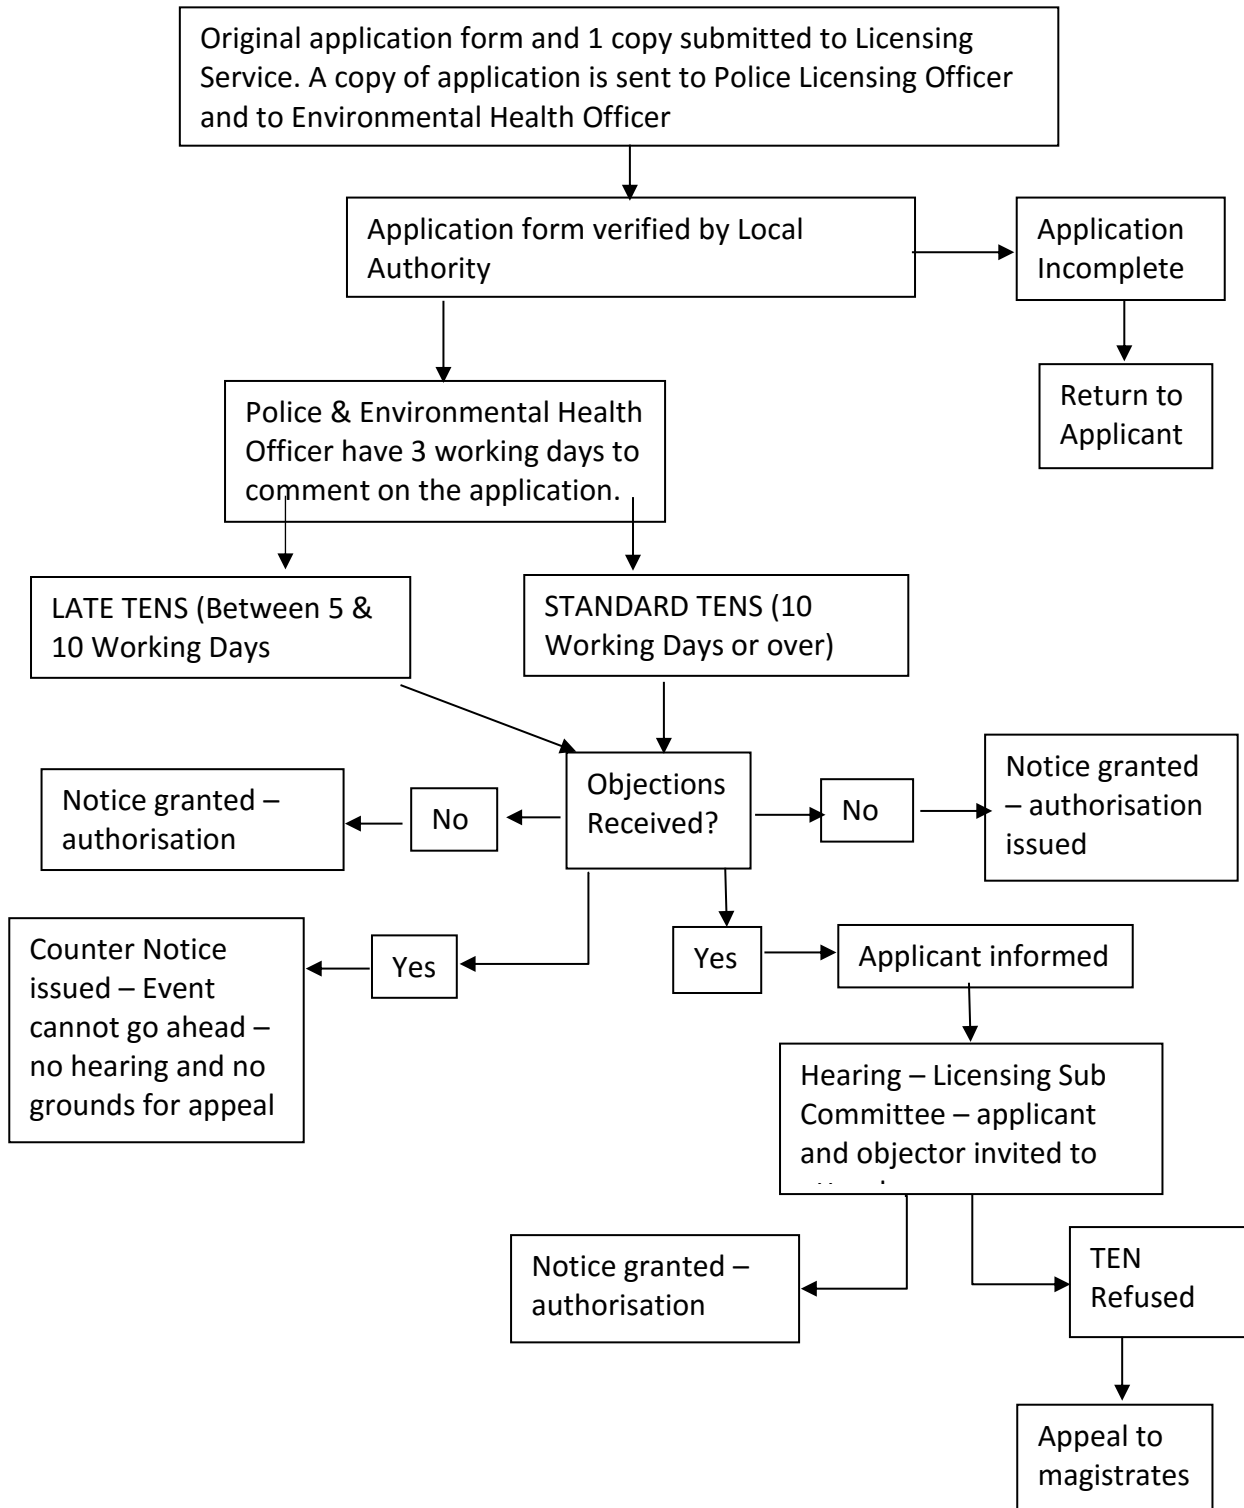 Original application form and 1 copy submitted to Licensing
Service. A copy of application is sent to Police Licensing Officer
and to Environmental Health Officer
Application form verified by Local
Authority
Application
Incomplete
Return to
Applicant
Police & Environmental Health
Officer have 3 working days to
comment on the application.
LATE TENS (Between 5 &
10 Working Days
STANDARD TENS (10
Working Days or over)
Objections
Received?
No
Notice granted –
authorisation
No
Notice granted
– authorisation
issued
Yes
Counter Notice
issued – Event
cannot go ahead –
no hearing and no
grounds for appeal
Yes
Applicant informed
Hearing – Licensing Sub
Committee – applicant
and objector invited to
Notice granted –
authorisation
TEN
Refused
Appeal to
magistrates